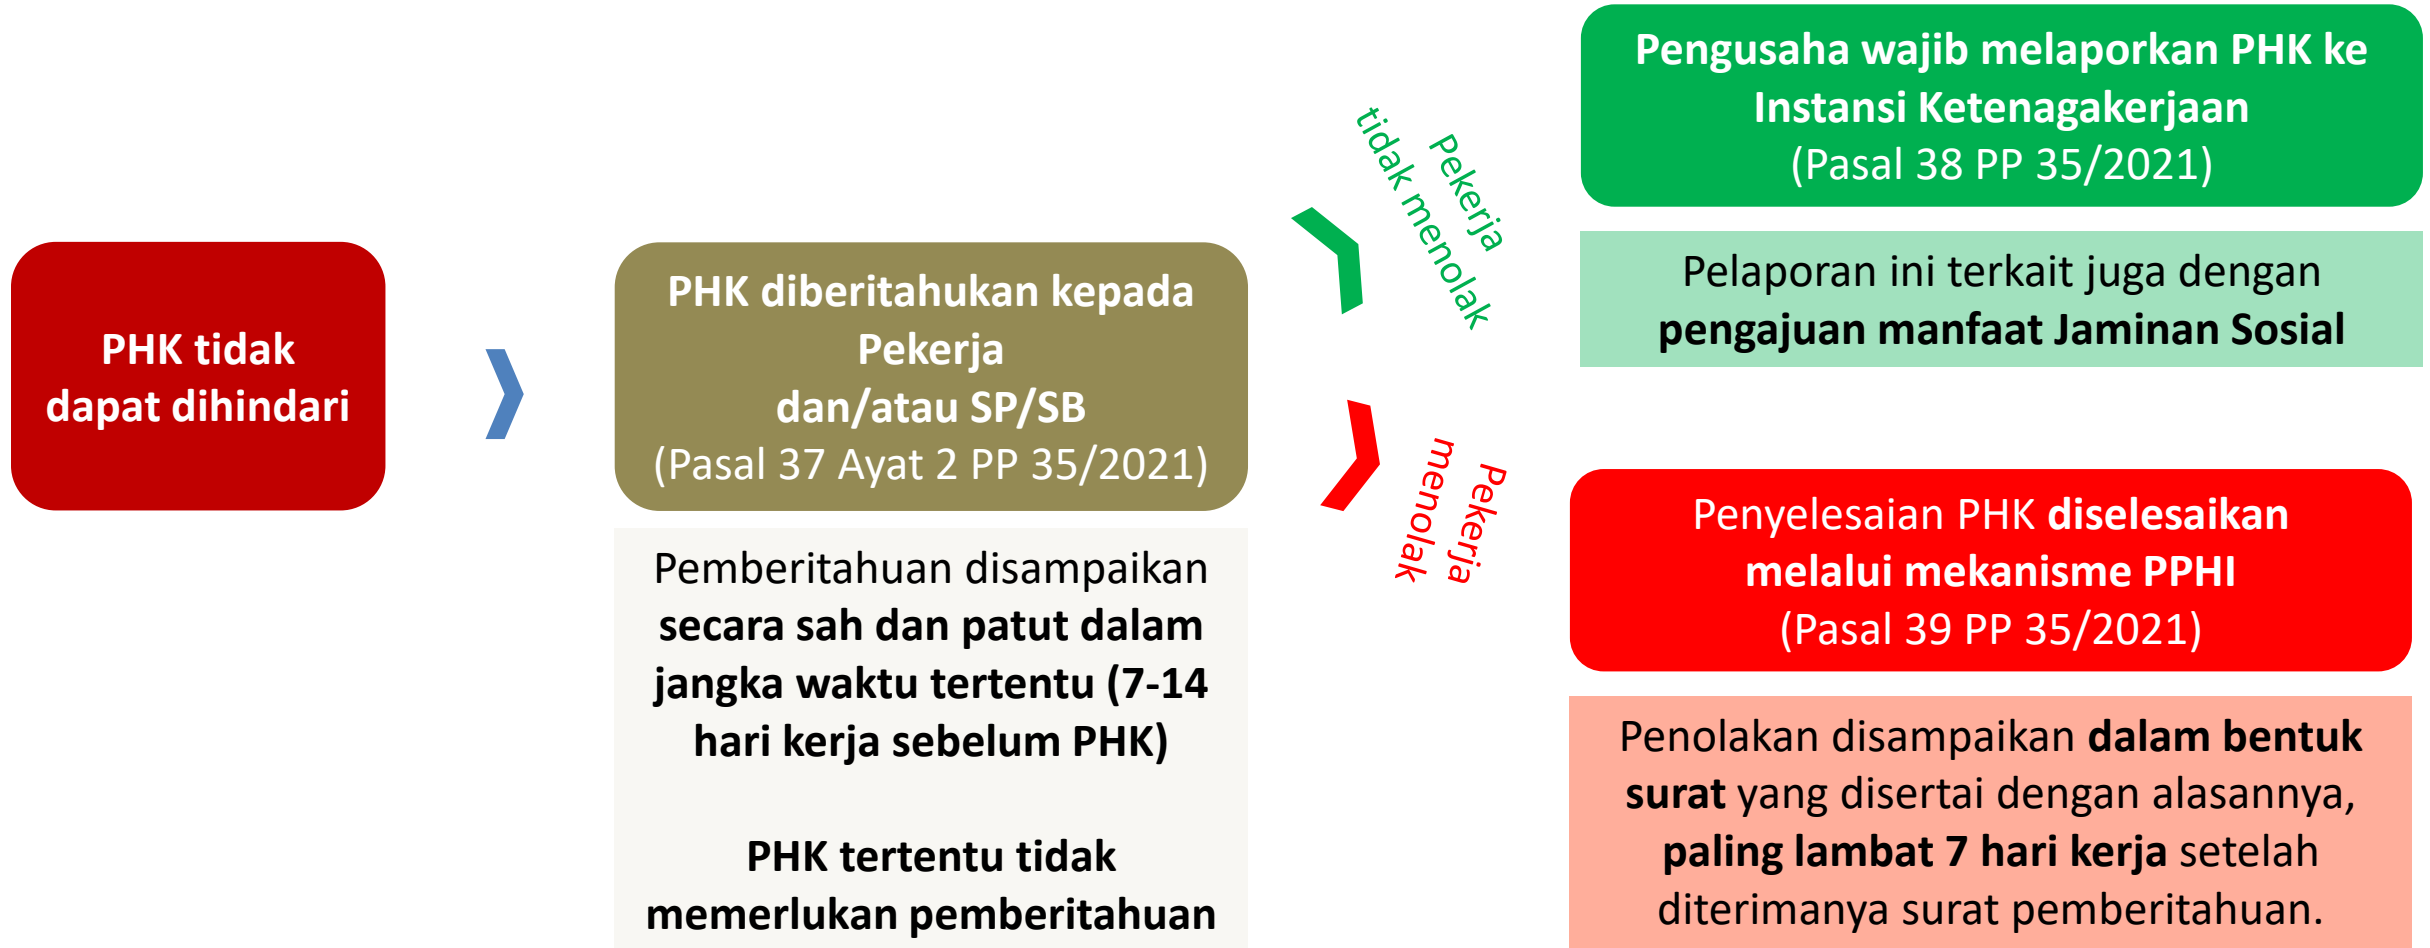 PHK tidak
dapat dihindari
PHK diberitahukan kepada
Pekerja
dan/atau SP/SB
(Pasal 37 Ayat 2 PP 35/2021)
Pemberitahuan disampaikan
secara sah dan patut dalam
jangka waktu tertentu (7-14
hari kerja sebelum PHK)
PHK tertentu tidak
memerlukan pemberitahuan
Pekerja
tidak menolak
Pengusaha wajib melaporkan PHK ke
Instansi Ketenagakerjaan
(Pasal 38 PP 35/2021)
Pelaporan ini terkait juga dengan
pengajuan manfaat Jaminan Sosial
Pekerja
menolak
Penyelesaian PHK diselesaikan
melalui mekanisme PPHI
(Pasal 39 PP 35/2021)
Penolakan disampaikan dalam bentuk
surat yang disertai dengan alasannya,
paling lambat 7 hari kerja setelah
diterimanya surat pemberitahuan.